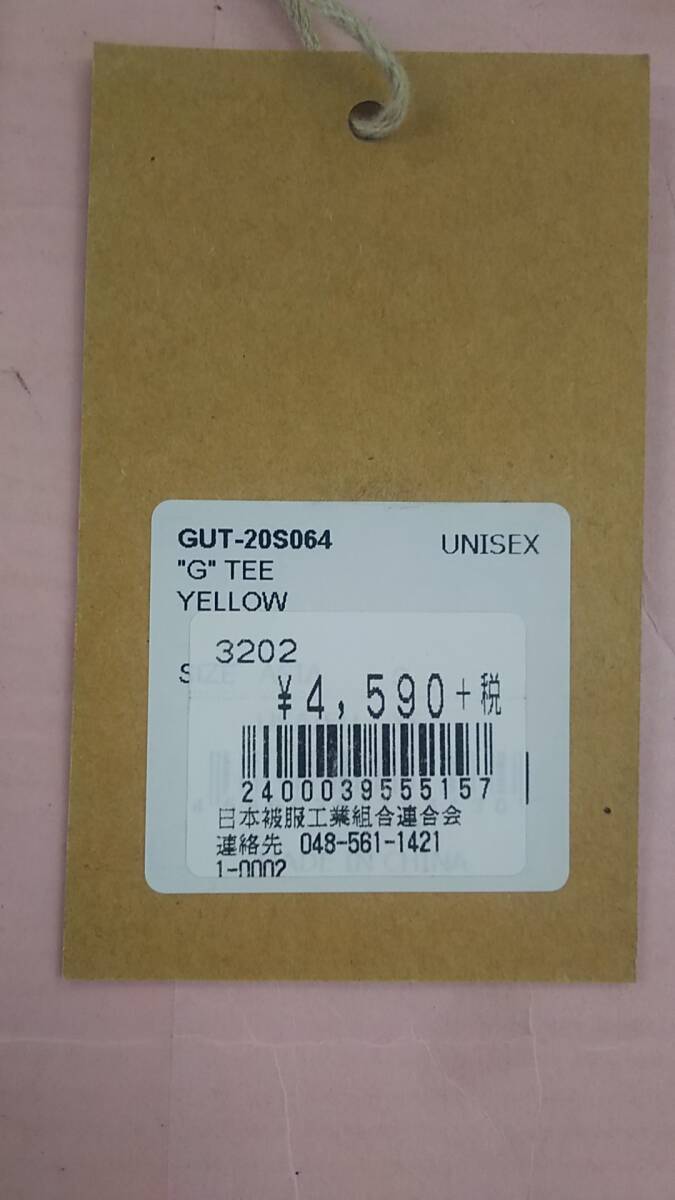 GUT-20S064 UNISEX
"G" TEE
YELLOW
3202
¥4,590+税
2400039555157
日本被服工業組合連合会
連絡先 048-561-1421
1-0002